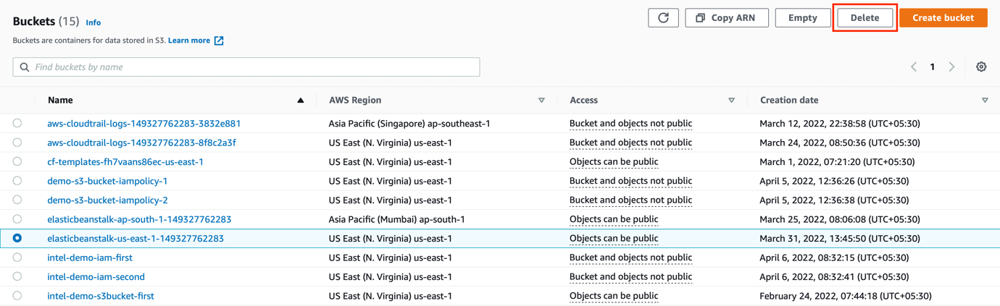 Buckets (15) Info
Copy ARN Empty Delete Create bucket
Buckets are containers for data stored in S3. Learn more
Find buckets by name
1
Name AWS Region Access Creation date
aws-cloudtrail-logs-149327762283-3832e881 Asia Pacific (Singapore) ap-southeast-1 Bucket and objects not public March 12, 2022, 22:38:58 (UTC+05:30)
aws-cloudtrail-logs-149327762283-8f8c2a3f US East (N. Virginia) us-east-1 Bucket and objects not public March 24, 2022, 08:50:36 (UTC+05:30)
cf-templates-fh7vaans86ec-us-east-1 US East (N. Virginia) us-east-1 Objects can be public March 1, 2022, 07:21:20 (UTC+05:30)
demo-s3-bucket-iampolicy-1 US East (N. Virginia) us-east-1 Bucket and objects not public April 5, 2022, 12:36:26 (UTC+05:30)
demo-s3-bucket-iampolicy-2 US East (N. Virginia) us-east-1 Bucket and objects not public April 5, 2022, 12:36:38 (UTC+05:30)
elasticbeanstalk-ap-south-1-149327762283 Asia Pacific (Mumbai) ap-south-1 Objects can be public March 25, 2022, 08:06:08 (UTC+05:30)
elasticbeanstalk-us-east-1-149327762283 US East (N. Virginia) us-east-1 Objects can be public March 31, 2022, 13:45:50 (UTC+05:30)
intel-demo-iam-first US East (N. Virginia) us-east-1 Bucket and objects not public April 6, 2022, 08:32:15 (UTC+05:30)
intel-demo-iam-second US East (N. Virginia) us-east-1 Bucket and objects not public April 6, 2022, 08:32:41 (UTC+05:30)
intel-demo-s3bucket-first US East (N. Virginia) us-east-1 Objects can be public February 24, 2022, 07:44:18 (UTC+05:30)